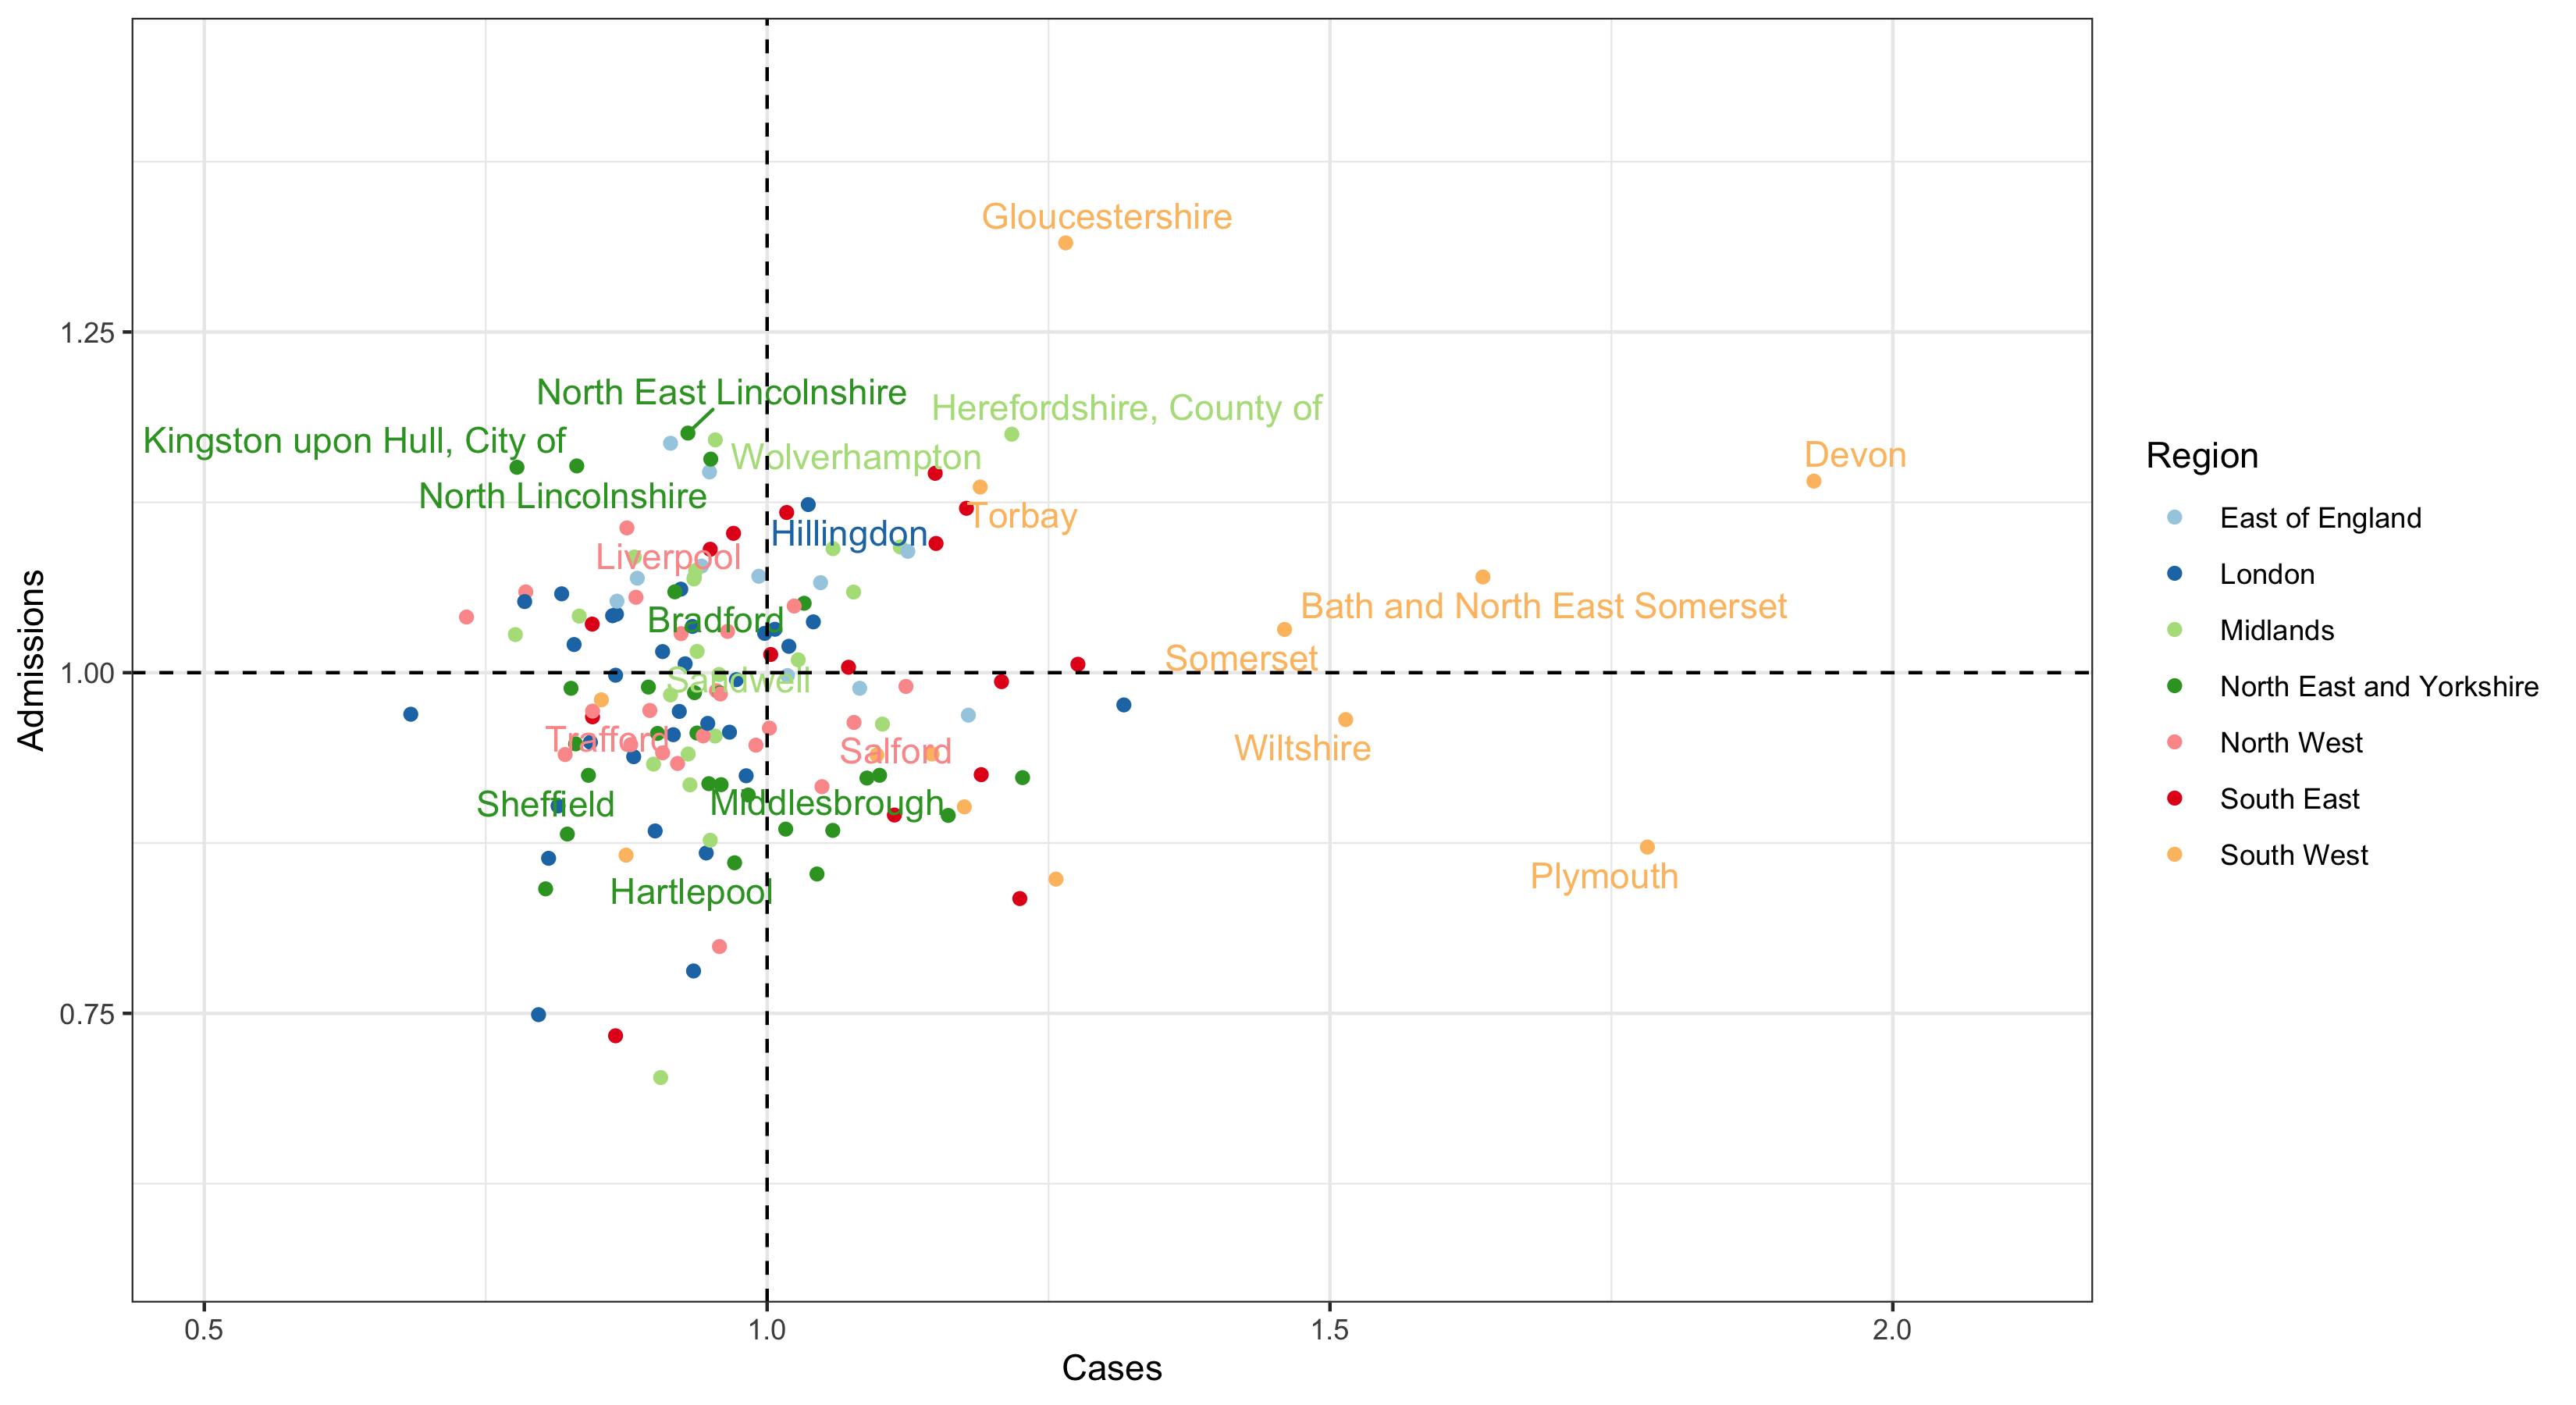 Gloucestershire
1.25
North East Lincolnshire
Herefordshire, County of
Kingston upon Hull, City of
Wolverhampton
Devon
North Lincolnshire
Torbay
Hillingdon
Liverpool
Bath and North East Somerset
Bradford
Somerset
1.00
Sandwell
Trafford
Salford
Wiltshire
Sheffield
Middlesbrough
Plymouth
Hartlepool
0.75
Admissions
0.5
1.0
1.5
2.0
Cases
Region
East of England
London
Midlands
North East and Yorkshire
North West
South East
South West